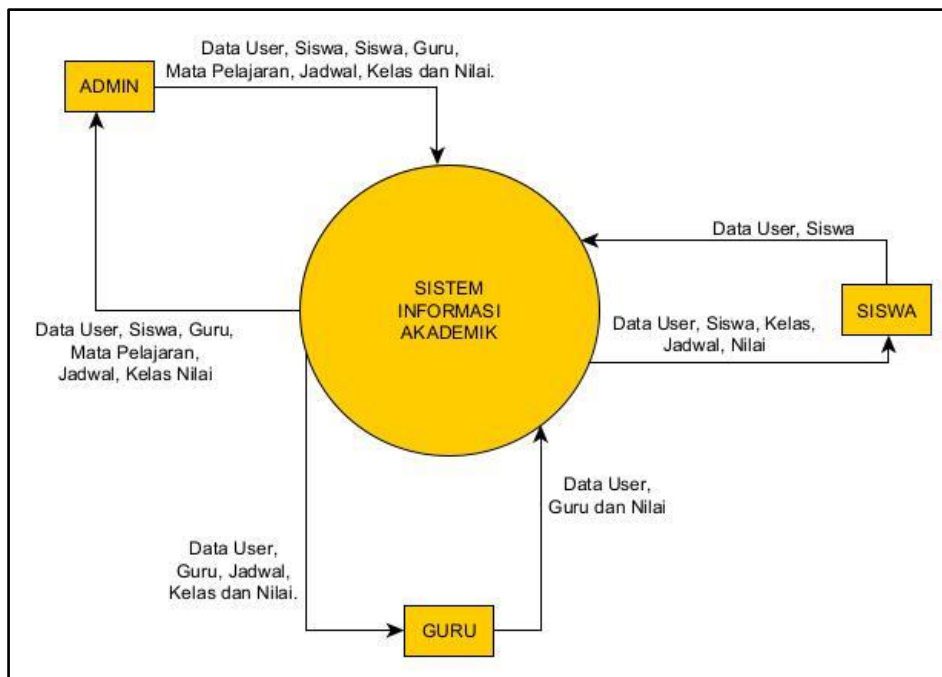 Data User, Siswa, Siswa, Guru,
Mata Pelajaran, Jadwal, Kelas dan Nilai.
ADMIN
Data User, Siswa
SISTEM
INFORMASI
AKADEMIK
SISWA
Data User, Siswa, Guru,
Mata Pelajaran,
Jadwal, Kelas Nilai
Data User, Siswa, Kelas,
Jadwal, Nilai
Data User,
Guru dan Nilai
Data User,
Guru, Jadwal,
Kelas dan Nilai.
GURU